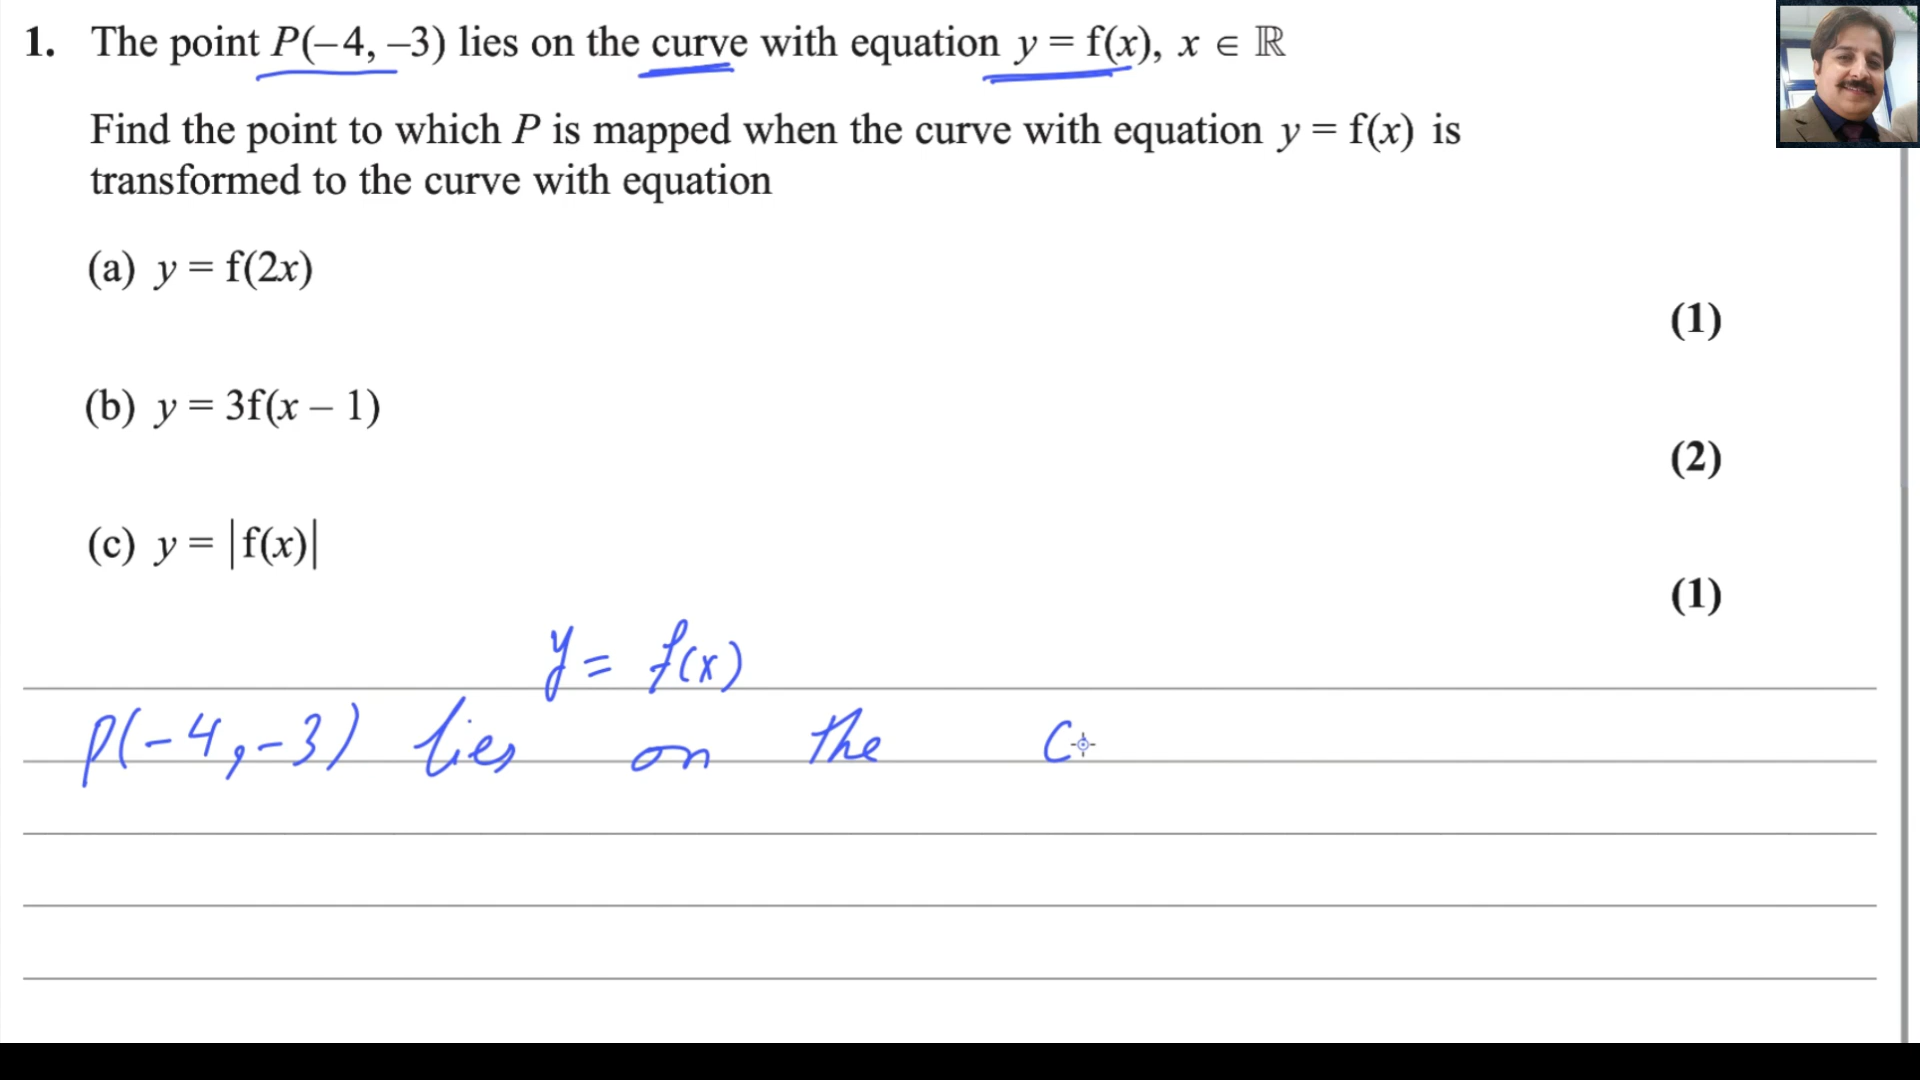 1. The point P(–4, –3) lies on the curve with equation y = f(x), x ∈ ℝ
Find the point to which P is mapped when the curve with equation y = f(x) is
transformed to the curve with equation
(a) y = f(2x)
(1)
(b) y = 3f(x – 1)
(2)
(c) y = |f(x)|
(1)
y = f(x)
P(-4,-3) lies on the C